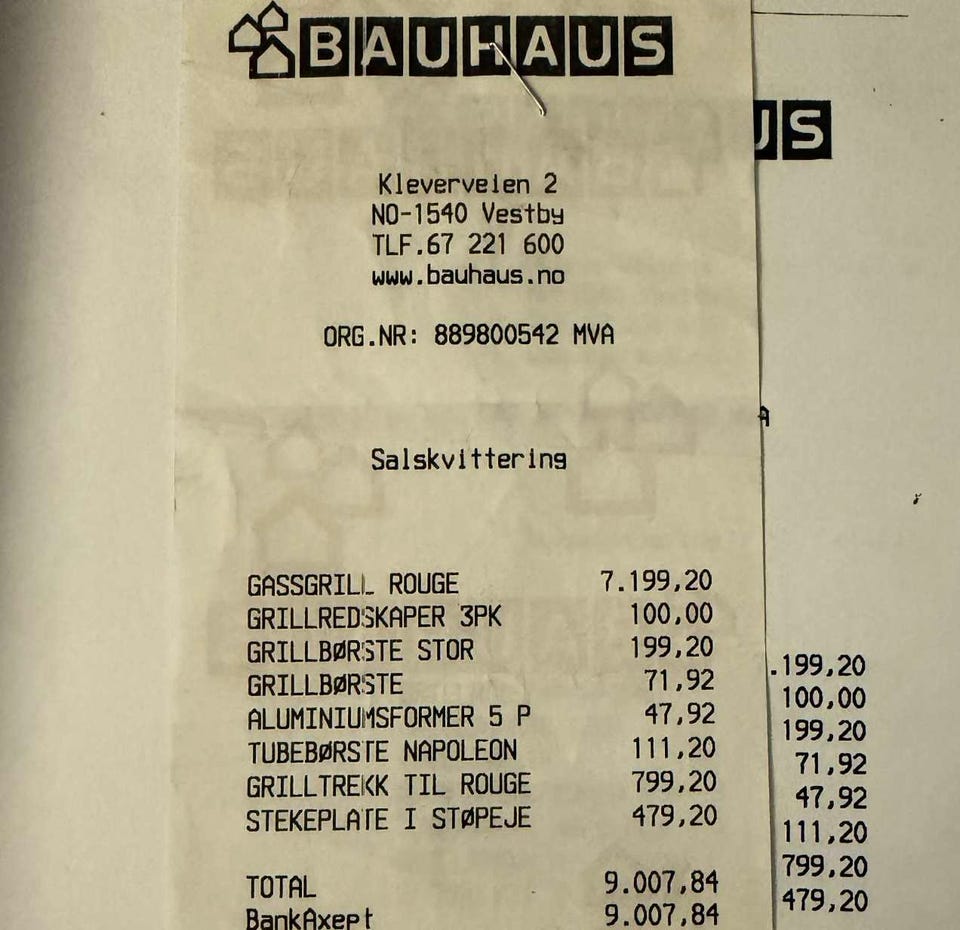 BAUHAUS
US
Kleverveien 2
NO-1540 Vestby
TLF.67 221 600
www.bauhaus.no
ORG.NR: 889800542 MVA
A
Salskvittering
GASSGRILL ROUGE 7.199,20
GRILLREDSKAPER 3PK 100,00
GRILLBØRSTE STOR 199,20
GRILLBØRSTE 71,92
ALUMINIUMSFORMER 5 P 47,92
TUBEBØRSTE NAPOLEON 111,20
GRILLTREKK TIL ROUGE 799,20
STEKEPLATE I STØPEJE 479,20
TOTAL 9.007,84
BankAxept 9.007,84
.199,20
100,00
199,20
71,92
47,92
111,20
799,20
479,20